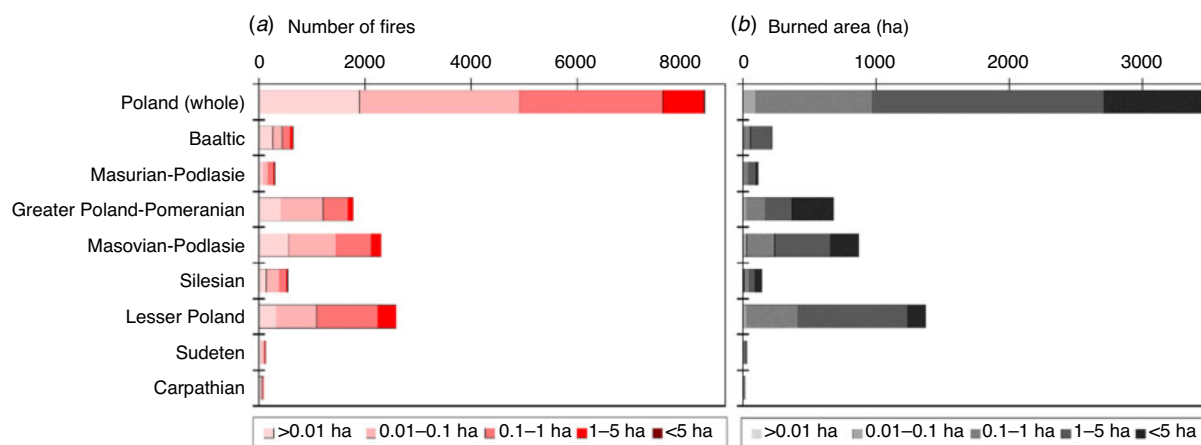 (a) Number of fires
(b) Burned area (ha)
0 2000 4000 6000 8000
0 1000 2000 3000
Poland (whole)
Baaltic
Masurian-Podlasie
Greater Poland-Pomeranian
Masovian-Podlasie
Silesian
Lesser Poland
Sudeten
Carpathian
>0.01 ha 0.01–0.1 ha 0.1–1 ha 1–5 ha <5 ha
>0.01 ha 0.01–0.1 ha 0.1–1 ha 1–5 ha <5 ha